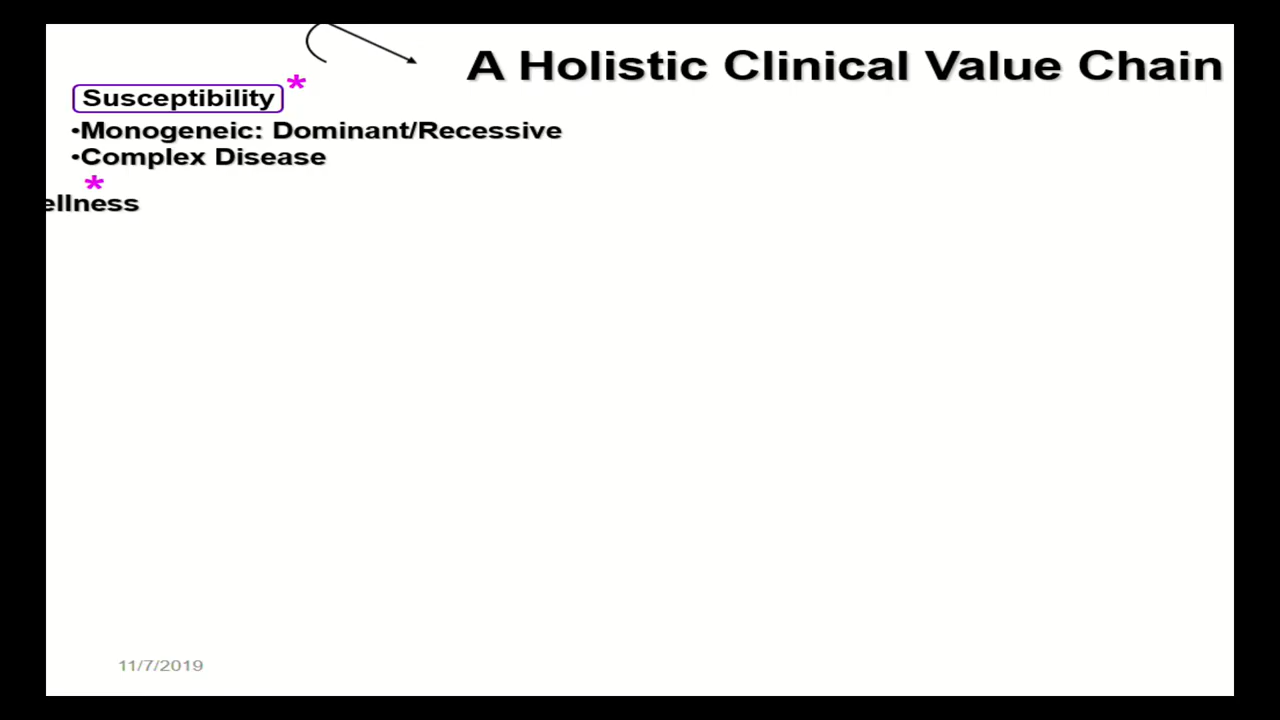 A Holistic Clinical Value Chain
Susceptibility *
•Monogeneic: Dominant/Recessive
•Complex Disease
*
ellness
11/7/2019